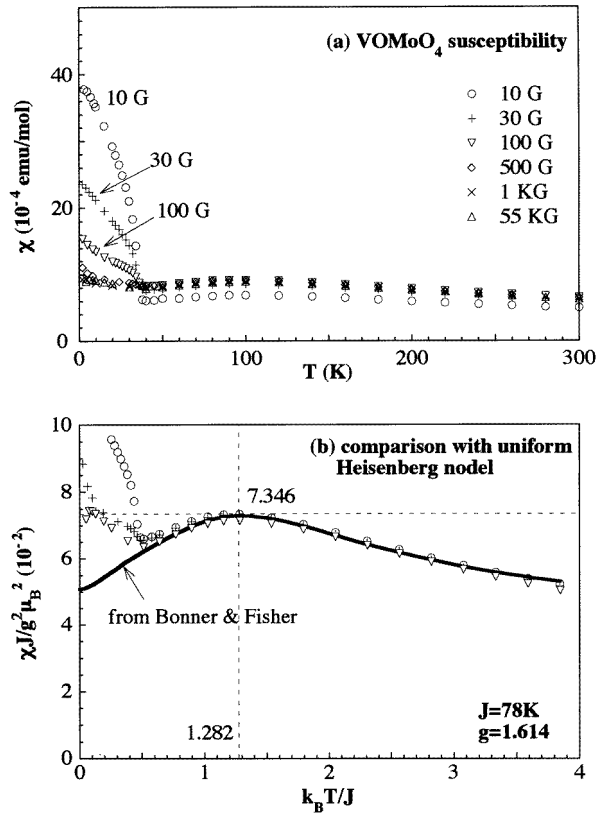 (a) VOMoO4 susceptibility
10 G
30 G
100 G
10 G
30 G
100 G
500 G
1 KG
55 KG
60
40
20
0
χ (10^-4 emu/mol)
0
100
200
300
T (K)
(b) comparison with uniform
Heisenberg nodel
7.346
from Bonner & Fisher
1.282
J=78K
g=1.614
10
8
6
4
2
0
χJ/g²μB² (10^-2)
0
1
2
3
4
kBT/J